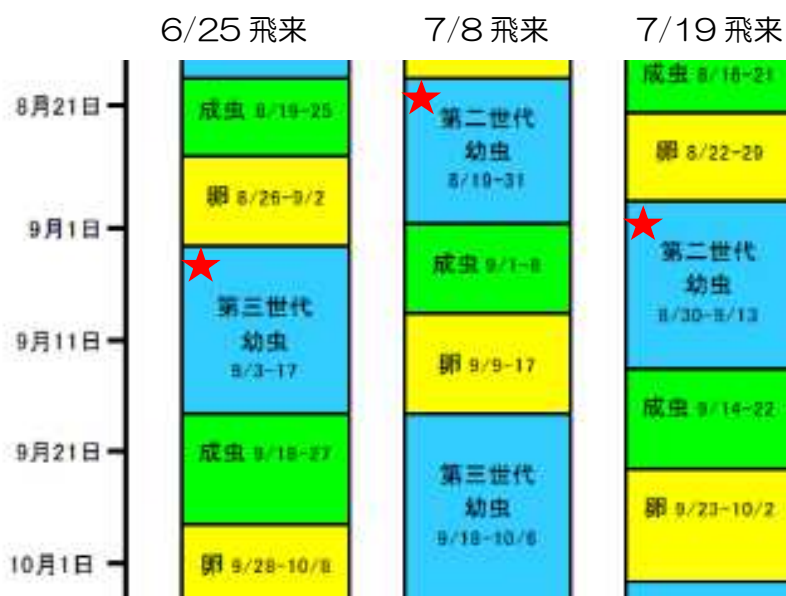 6/25 飛来
7/8 飛来
7/19 飛来
8月21日
9月1日
9月11日
9月21日
10月1日
成虫 8/19-25
卵 8/26-9/2
第三世代
幼虫
9/3-17
成虫 9/18-27
卵 9/28-10/8
第二世代
幼虫
8/19-31
成虫 9/1-8
卵 9/9-17
第三世代
幼虫
9/18-10/6
成虫 8/16-21
卵 8/22-29
第二世代
幼虫
8/30-9/13
成虫 9/14-22
卵 9/23-10/2